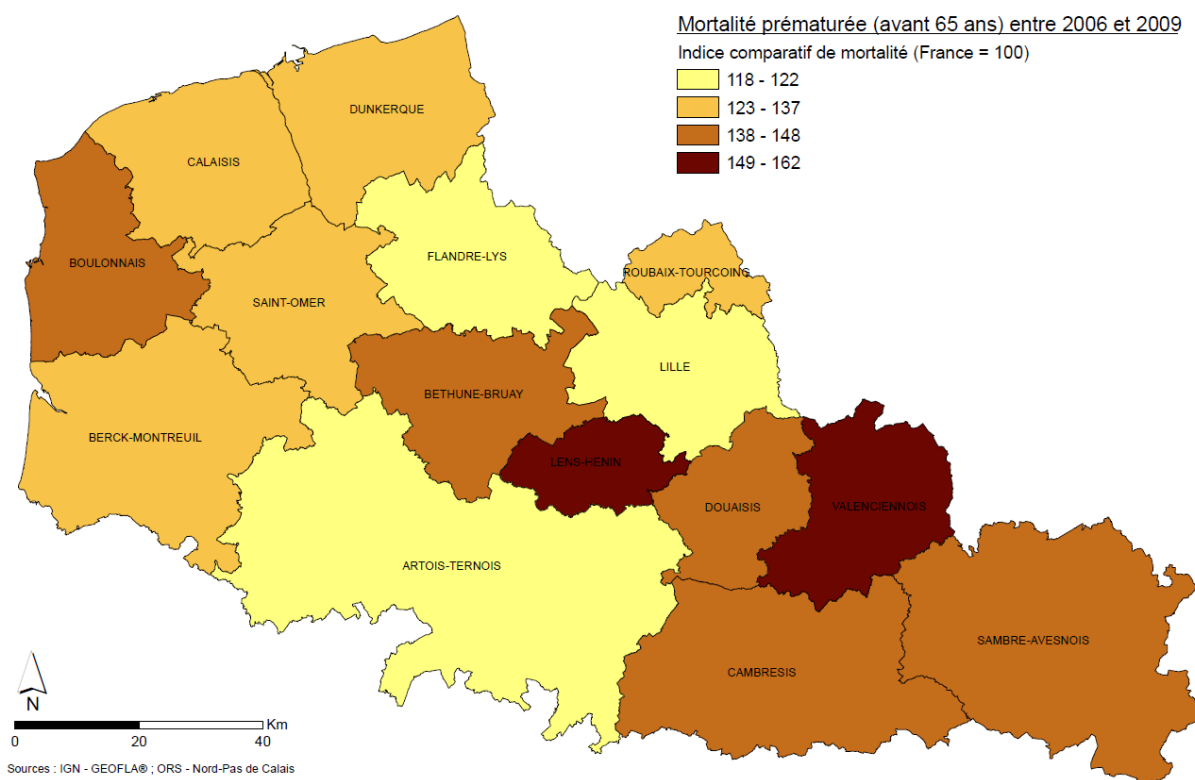 Mortalité prématurée (avant 65 ans) entre 2006 et 2009
Indice comparatif de mortalité (France = 100)
118 - 122
123 - 137
138 - 148
149 - 162
DUNKERQUE
CALAISIS
BOULONNAIS
FLANDRE-LYS
ROUBAIX-TOURCOING
SAINT-OMER
LILLE
BETHUNE-BRUAY
BERCK-MONTREUIL
LENS-HENIN
DOUAISIS
VALENCIENNOIS
ARTOIS-TERNOIS
SAMBRE-AVESNOIS
CAMBRESIS
N
Km
0 20 40
Sources : IGN - GEOFLA® ; ORS - Nord-Pas de Calais